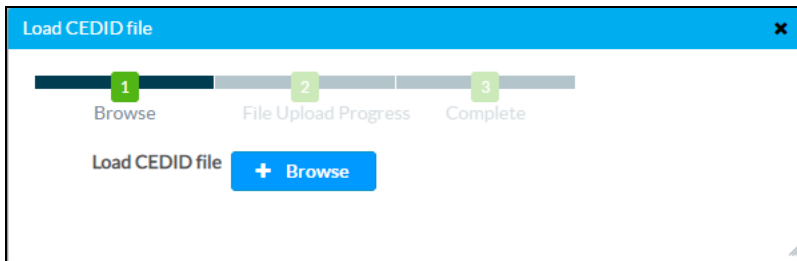 Load CEDID file ✖
1 2 3
Browse File Upload Progress Complete
Load CEDID file + Browse